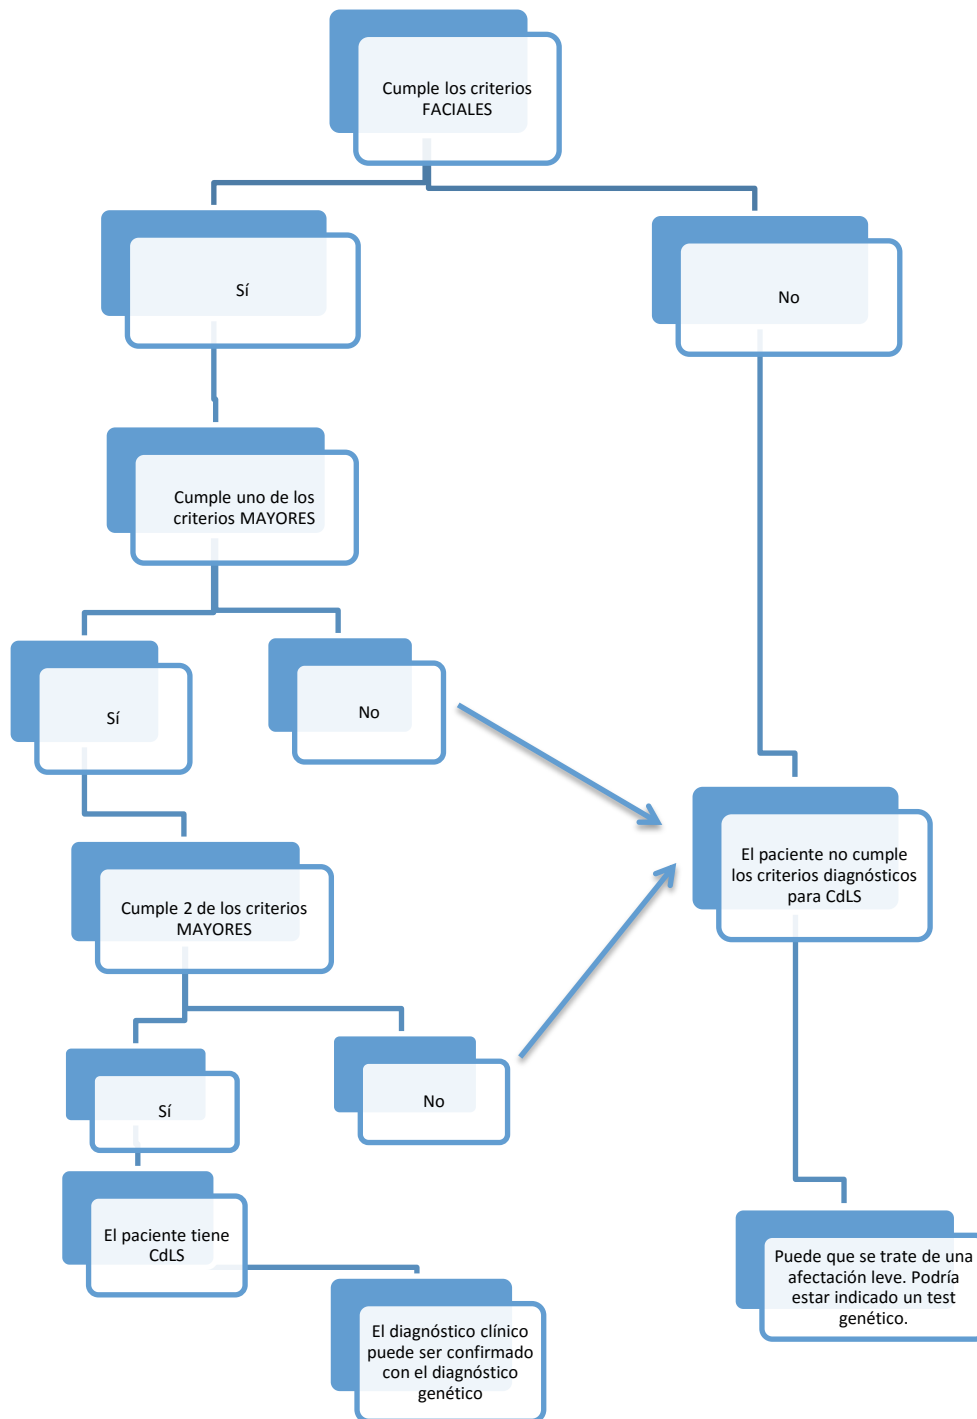 Cumple los criterios
FACIALES
Sí
No
Cumple uno de los
criterios MAYORES
Sí
No
El paciente no cumple
los criterios diagnósticos
para CdLS
Cumple 2 de los criterios
MAYORES
Sí
No
El paciente tiene
CdLS
Puede que se trate de una
afectación leve. Podría
estar indicado un test
genético.
El diagnóstico clínico
puede ser confirmado
con el diagnóstico
genético